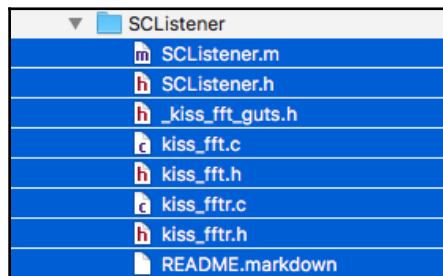 SCListener
SCListener.m
SCListener.h
_kiss_fft_guts.h
kiss_fft.c
kiss_fft.h
kiss_fftr.c
kiss_fftr.h
README.markdown